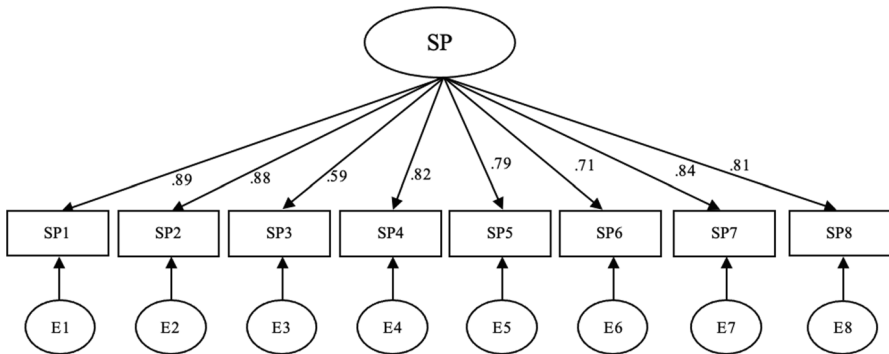 SP
.89
.88
.59
.82
.79
.71
.84
.81
SP1
SP2
SP3
SP4
SP5
SP6
SP7
SP8
E1
E2
E3
E4
E5
E6
E7
E8